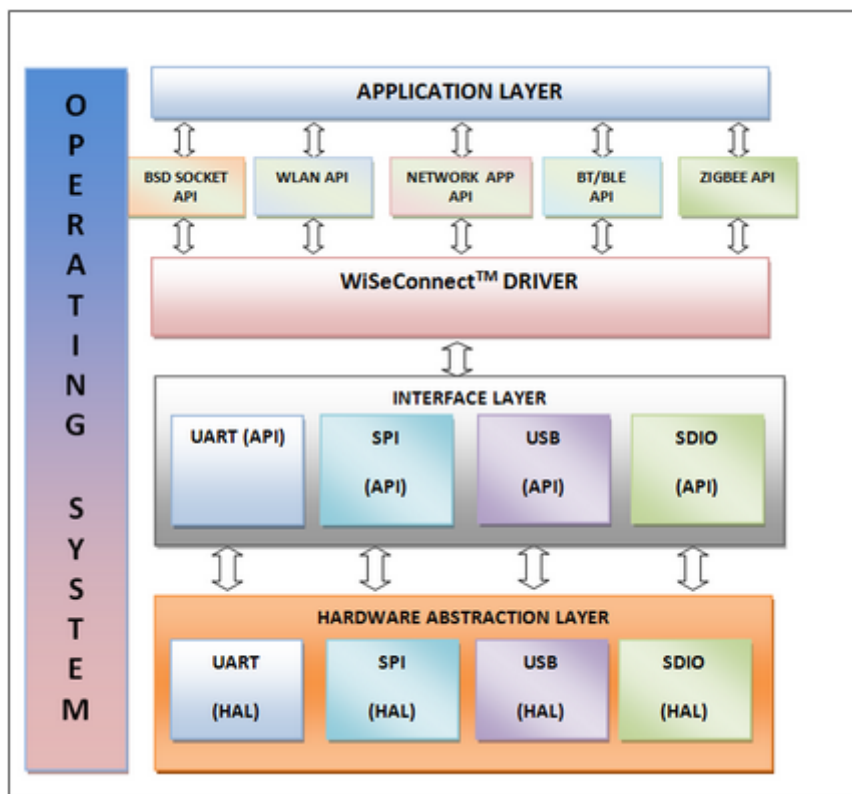 OPERATING SYSTEM
APPLICATION LAYER
BSD SOCKET
API
WLAN API
NETWORK APP
API
BT/BLE
API
ZIGBEE API
WiSeConnect™ DRIVER
INTERFACE LAYER
UART (API)
SPI
(API)
USB
(API)
SDIO
(API)
HARDWARE ABSTRACTION LAYER
UART
(HAL)
SPI
(HAL)
USB
(HAL)
SDIO
(HAL)